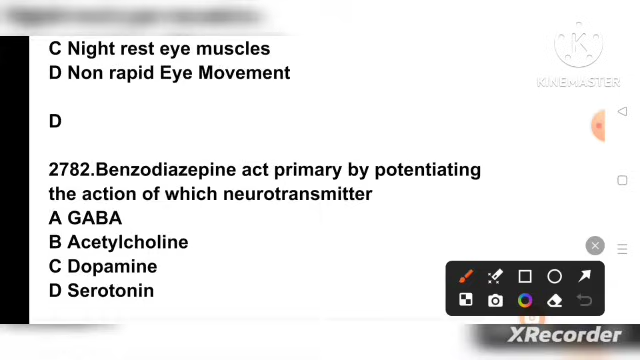 C Night rest eye muscles
D Non rapid Eye Movement
D
2782.Benzodiazepine act primary by potentiating
the action of which neurotransmitter
A GABA
B Acetylcholine
C Dopamine
D Serotonin
KINEMASTER
XRecorder